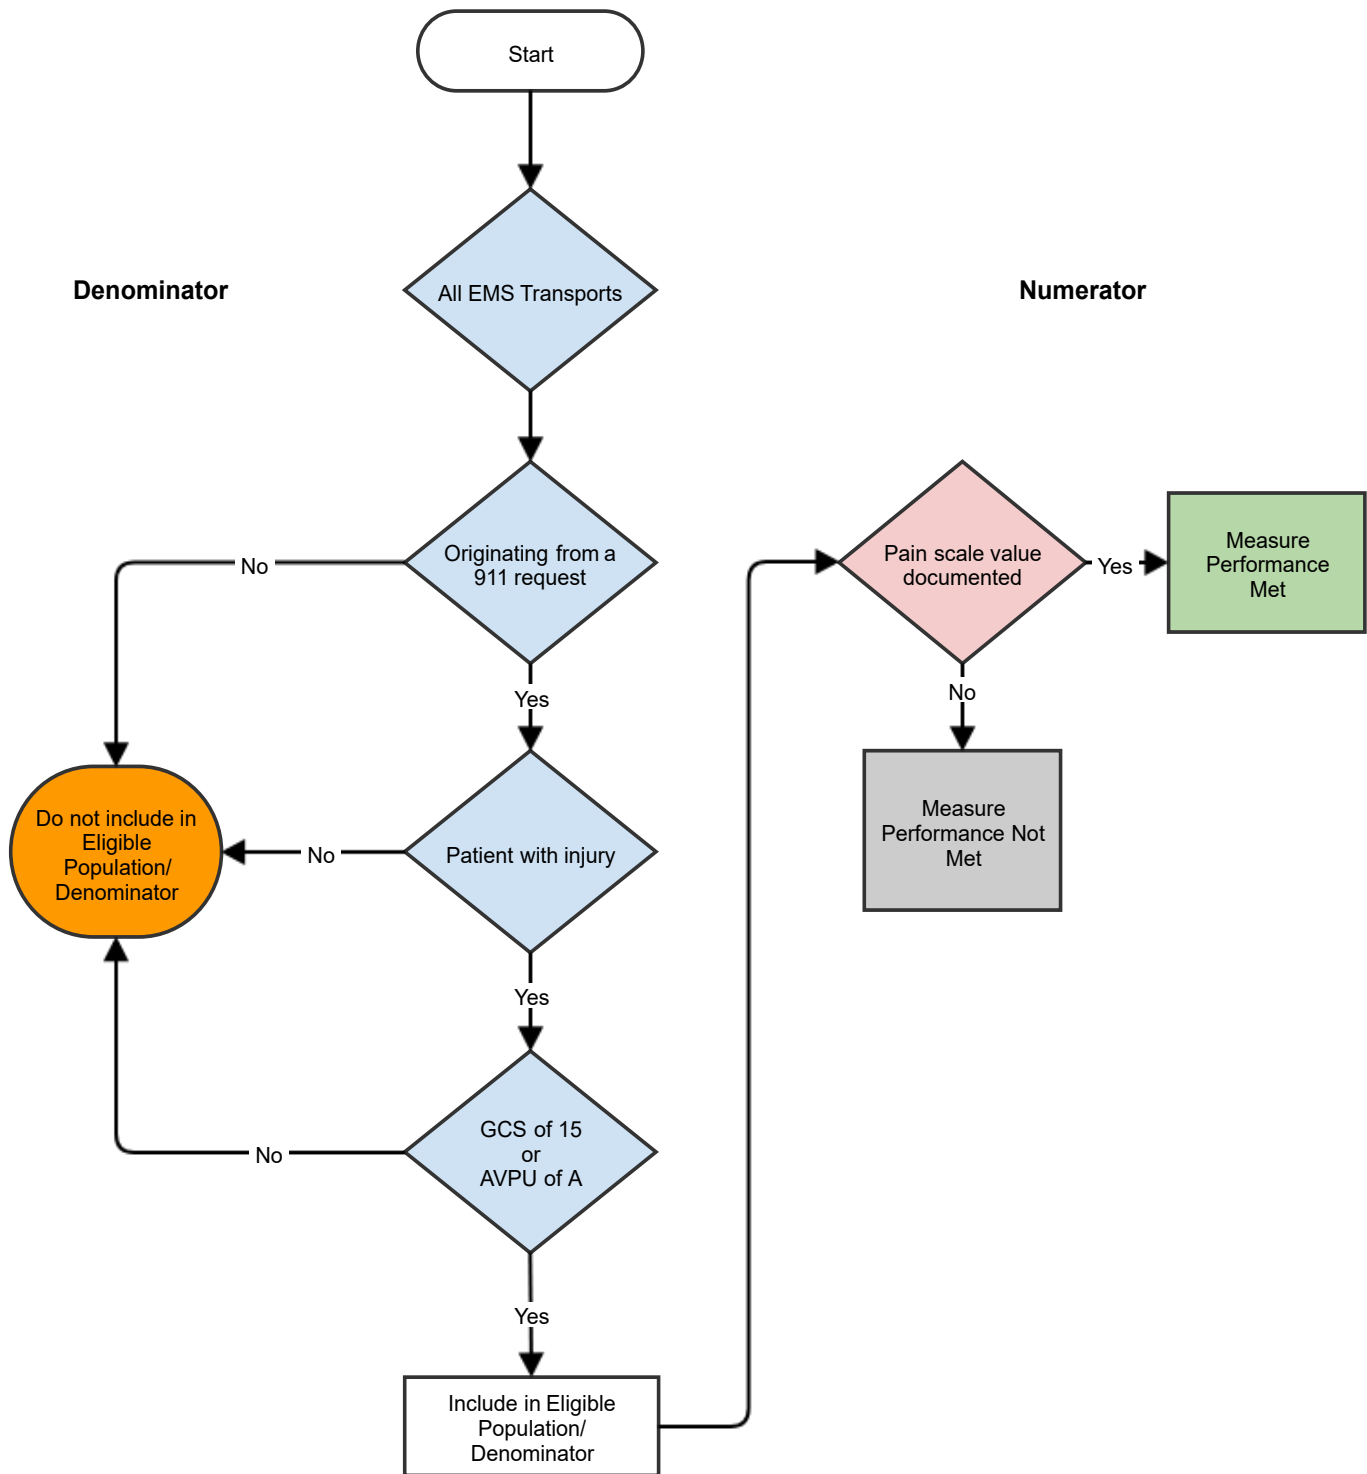 Start
All EMS Transports
Denominator
Numerator
Originating from a
911 request
No
Yes
Patient with injury
No
Do not include in
Eligible
Population/
Denominator
Yes
GCS of 15
or
AVPU of A
No
Yes
Include in Eligible
Population/
Denominator
Pain scale value
documented
Yes
Measure
Performance
Met
No
Measure
Performance Not
Met